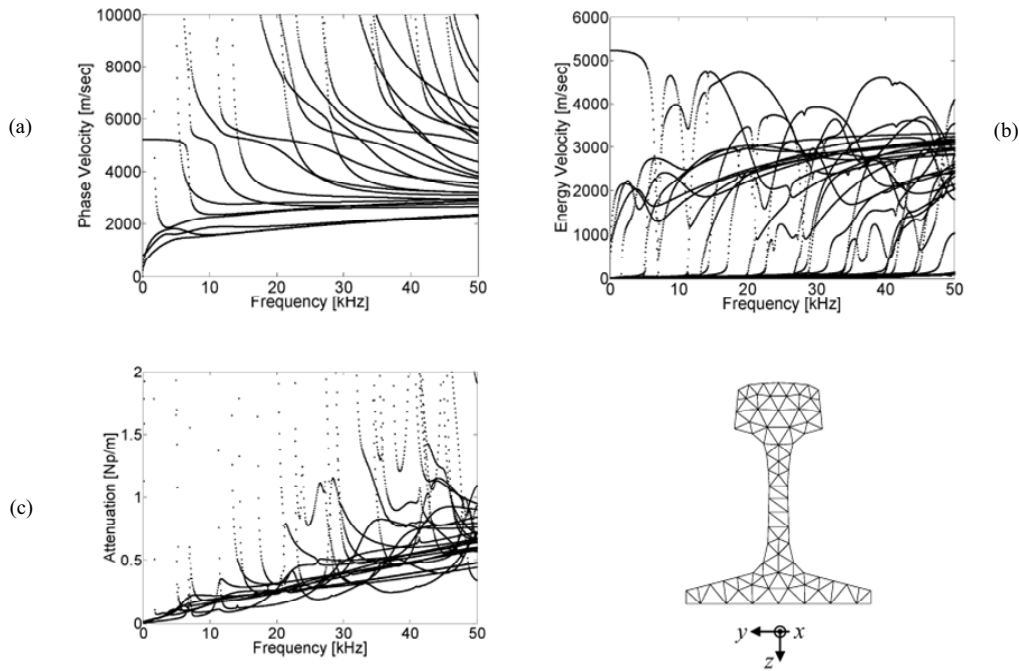 (a)
10000
8000
6000
4000
2000
0
Phase Velocity [m/sec]
0 10 20 30 40 50
Frequency [kHz]
(b)
6000
5000
4000
3000
2000
1000
0
Energy Velocity [m/sec]
0 10 20 30 40 50
Frequency [kHz]
(c)
2
1.5
1
0.5
0
Attenuation [Np/m]
0 10 20 30 40 50
Frequency [kHz]
y x
z